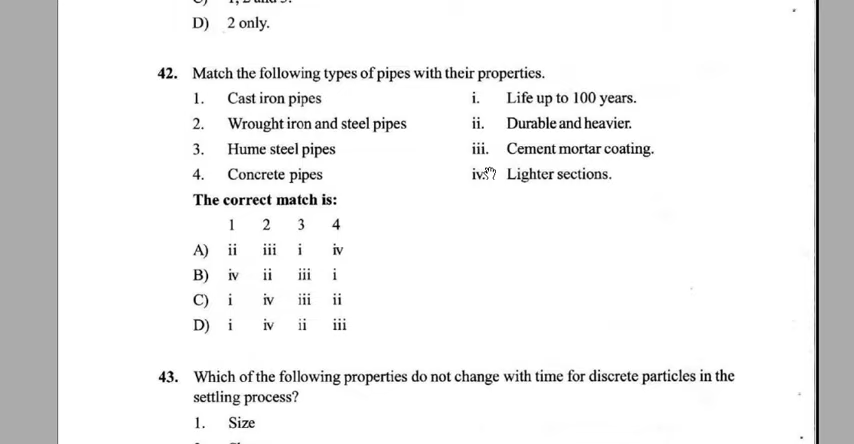 D) 2 only.
42. Match the following types of pipes with their properties.
1. Cast iron pipes i. Life up to 100 years.
2. Wrought iron and steel pipes ii. Durable and heavier.
3. Hume steel pipes iii. Cement mortar coating.
4. Concrete pipes iv. Lighter sections.
The correct match is:
1 2 3 4
A) ii iii i iv
B) iv ii iii i
C) i iv iii ii
D) i iv ii iii
43. Which of the following properties do not change with time for discrete particles in the
settling process?
1. Size